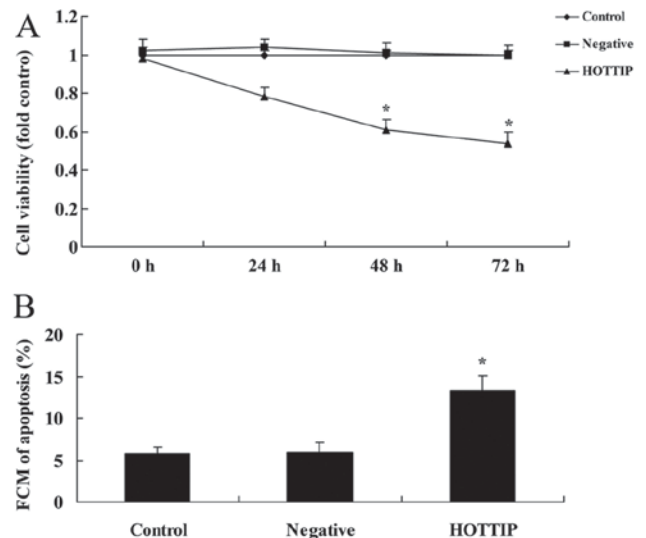 A
Cell viability (fold contro)
1.2
1
0.8
0.6
0.4
0.2
0
*
*
0 h
24 h
48 h
72 h
Control
Negative
HOTTIP
B
FCM of apoptosis (%)
20
15
10
5
0
*
Control
Negative
HOTTIP